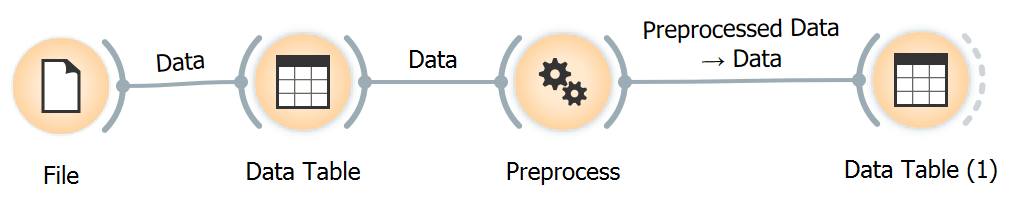 Data
Data
Preprocessed Data
→ Data
File
Data Table
Preprocess
Data Table (1)